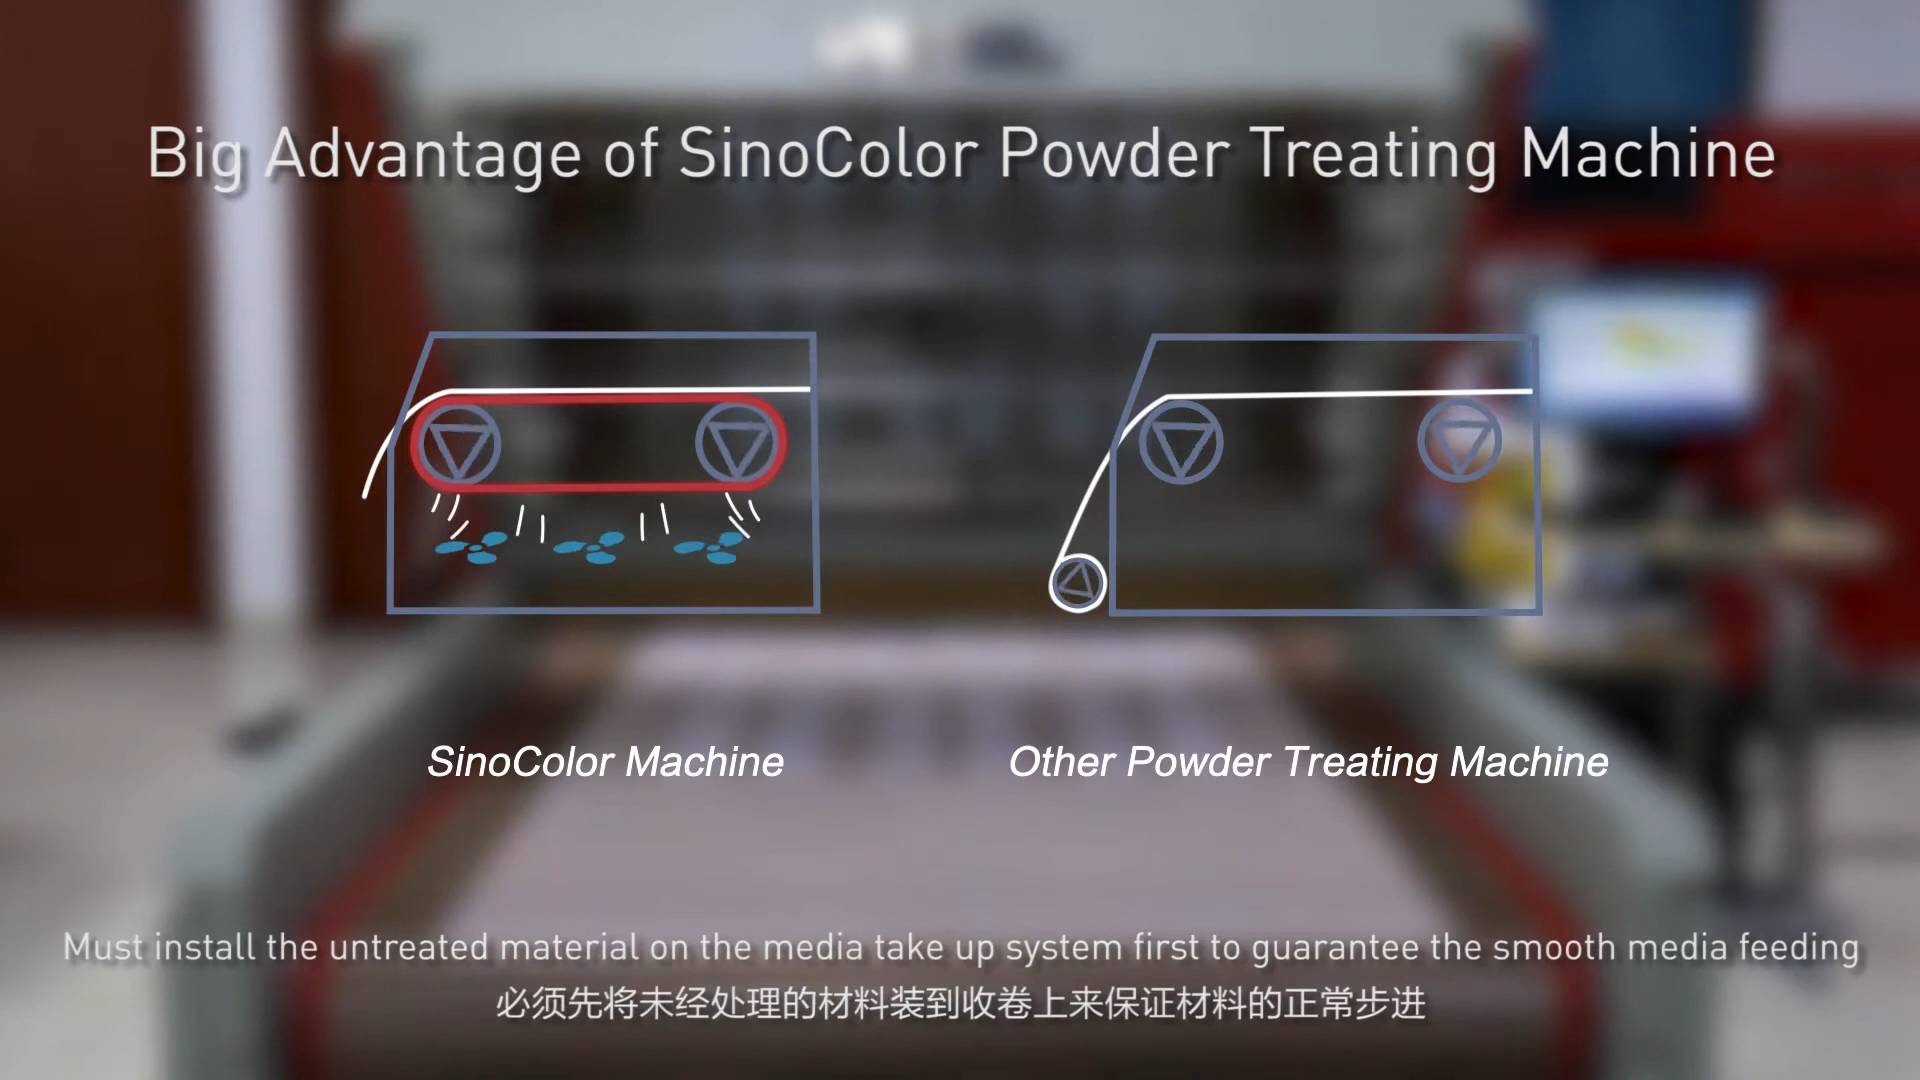 Big Advantage of SinoColor Powder Treating Machine
SinoColor Machine
Other Powder Treating Machine
Must install the untreated material on the media take up system first to guarantee the smooth media feeding
必须先将未经处理的材料装到收卷上来保证材料的正常步进